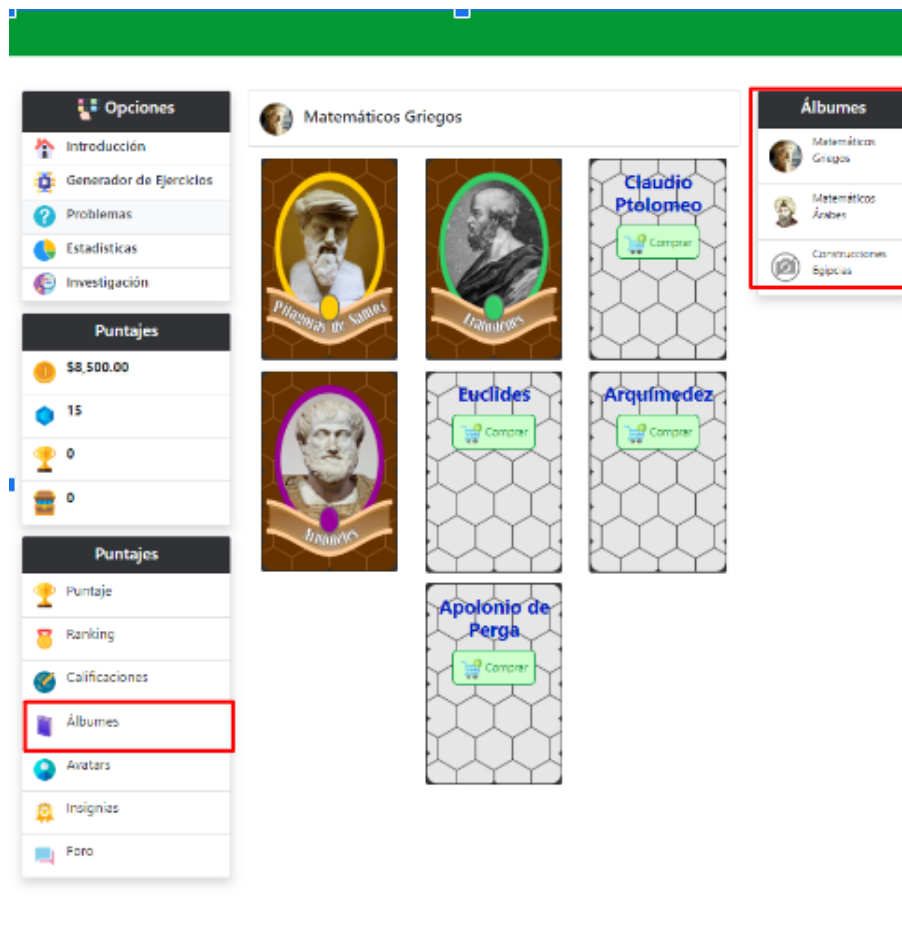 Opciones
Introducción
Generador de Ejercicios
Problemas
Estadísticas
Investigación
Puntajes
$8,500.00
15
0
0
Puntajes
Puntaje
Ranking
Calificaciones
Álbumes
Avatars
Insignias
Foro
Matemáticos Griegos
Pitagoras de Samos
Claudio
Ptolomeo
Comprar
Euclides
Comprar
Arquímedez
Comprar
Apolonio de
Perga
Comprar
Álbumes
Matemáticos
Griegos
Matemáticos
Árabes
Construcciones
Egipcias